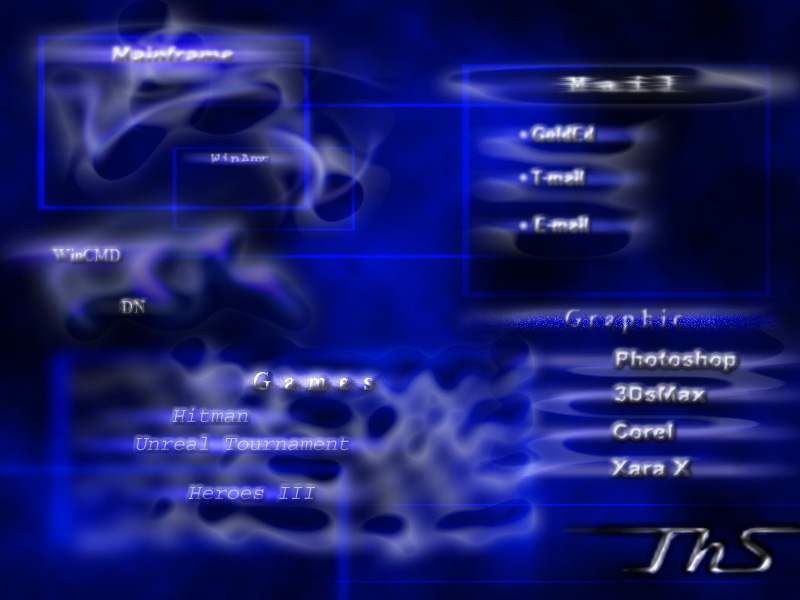 Mainframe
WinAmp
WinCMD
DN
Mail
• GoldEd
• T-mail
• E-mail
Graphic
Photoshop
3DsMax
Corel
Xara X
Games
Hitman
Unreal Tournament
Heroes III
ThS